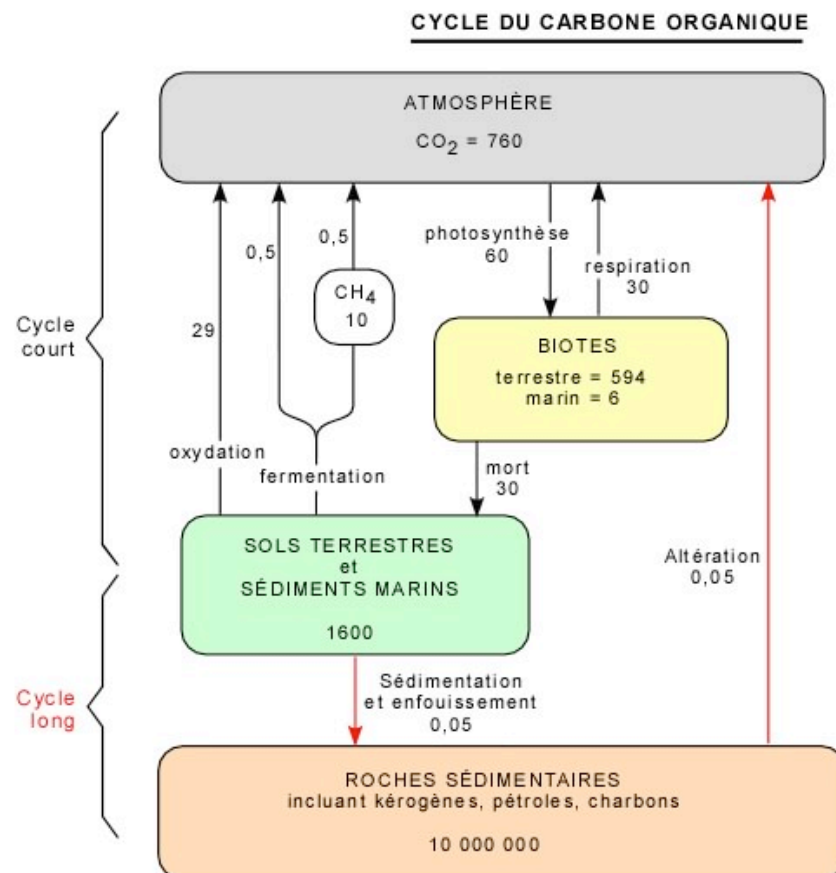 CYCLE DU CARBONE ORGANIQUE
ATMOSPHÈRE
CO2 = 760
0,5
0,5
photosynthèse
60
respiration
30
CH4
10
29
Cycle
court
BIOTES
terrestre = 594
marin = 6
oxydation
fermentation
mort
30
SOLS TERRESTRES
et
SÉDIMENTS MARINS
1600
Altération
0,05
Cycle
long
Sédimentation
et enfouissement
0,05
ROCHES SÉDIMENTAIRES
incluant kérogènes, pétroles, charbons
10 000 000